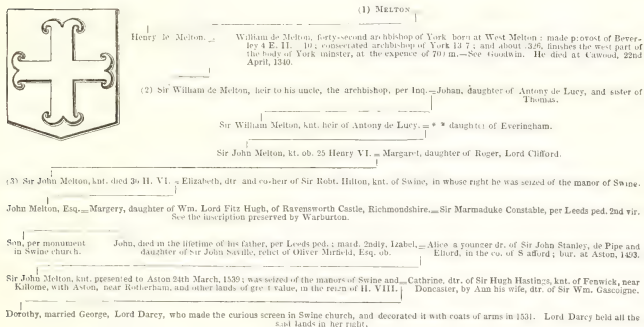 (1) MELTON
Henry de Melton. = William de Melton, forty-second archbishop of York born at West Melton : made provost of Bever-
ley 4 E. II. 10 ; consecrated archbishop of York 13 7 ; and about 326, finishes the west part of
the body of York minster, at the expence of 70 m.—See Goodwin. He died at Cawood, 22nd
April, 1340.
(2) Sir William de Melton, heir to his uncle, the archbishop, per Inq. = Johan, daughter of Antony de Lucy, and sister of
Thomas.
Sir William Melton, knt. heir of Antony de Lucy. = * * daughter of Everingham.
Sir John Melton, kt. ob. 25 Henry VI. = Margaret, daughter of Roger, Lord Clifford.
(3) Sir John Melton, knt. died 36 H. VI. = Elizabeth, dtr and co-heir of Sir Robt. Hilton, knt. of Swine, in whose right he was seized of the manor of Swine.
John Melton, Esq. = Margery, daughter of Wm. Lord Fitz Hugh, of Ravensworth Castle, Richmondshire. = Sir Marmaduke Constable, per Leeds ped. 2nd vir.
See the inscription preserved by Warburton.
Son, per monument John, died in the lifetime of his father, per Leeds ped. ; mard. 2ndly, Izabel, = Alice a younger dr. of Sir John Stanley, de Pipe and
in Swine church. daughter of Sir John Saville, relict of Oliver Mirfield, Esq. ob. Elford, in the co. of S afford ; bur. at Aston, 1493.
Sir John Melton, knt. presented to Aston 24th March, 1539 ; was seized of the manors of Swine and = Cathrine, dtr. of Sir Hugh Hastings, knt. of Fenwick, near
Killome, with Aston, near Rotherham, and other lands of gre t value, in the reign of H. VIII. Doncaster, by Ann his wife, dtr. of Sir Wm. Gascoigne.
Dorothy, married George, Lord Darcy, who made the curious screen in Swine church, and decorated it with coats of arms in 1531. Lord Darcy held all the
said lands in her right.